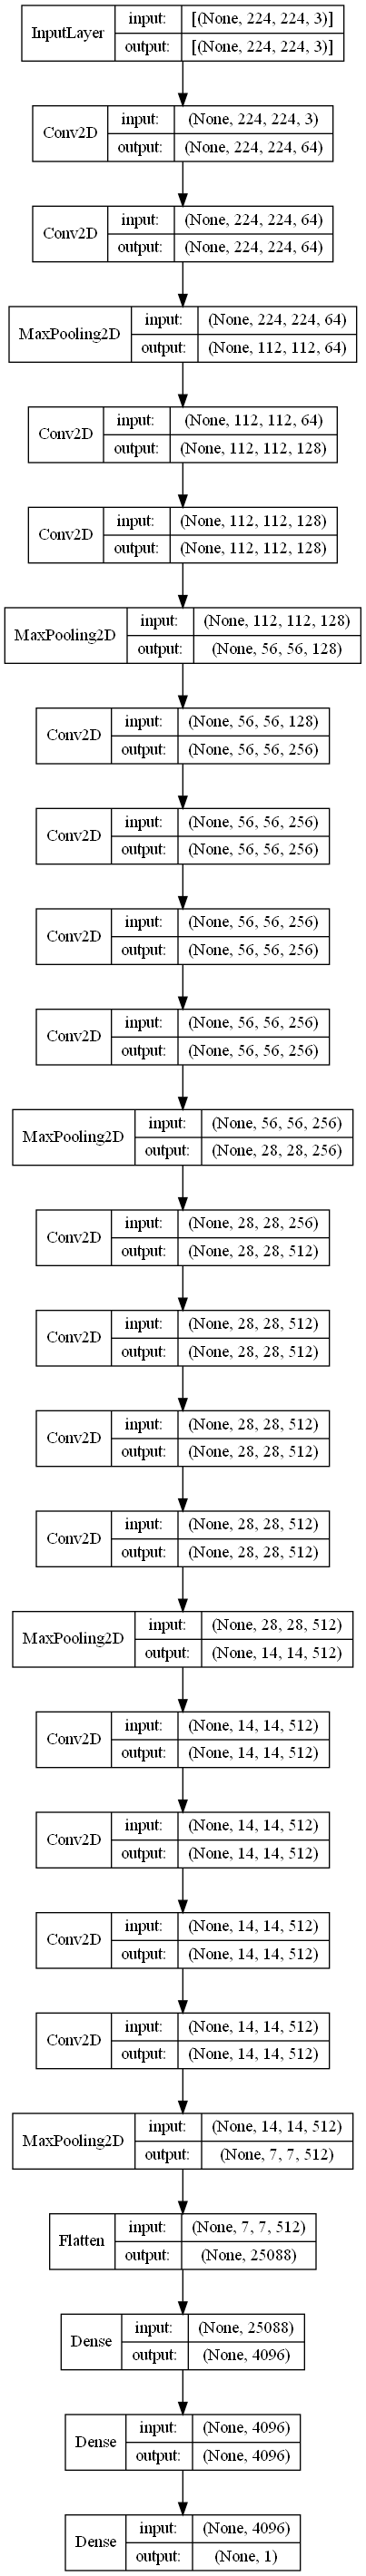 InputLayer input: [(None, 224, 224, 3)]
output: [(None, 224, 224, 3)]
Conv2D input: (None, 224, 224, 3)
output: (None, 224, 224, 64)
Conv2D input: (None, 224, 224, 64)
output: (None, 224, 224, 64)
MaxPooling2D input: (None, 224, 224, 64)
output: (None, 112, 112, 64)
Conv2D input: (None, 112, 112, 64)
output: (None, 112, 112, 128)
Conv2D input: (None, 112, 112, 128)
output: (None, 112, 112, 128)
MaxPooling2D input: (None, 112, 112, 128)
output: (None, 56, 56, 128)
Conv2D input: (None, 56, 56, 128)
output: (None, 56, 56, 256)
Conv2D input: (None, 56, 56, 256)
output: (None, 56, 56, 256)
Conv2D input: (None, 56, 56, 256)
output: (None, 56, 56, 256)
Conv2D input: (None, 56, 56, 256)
output: (None, 56, 56, 256)
MaxPooling2D input: (None, 56, 56, 256)
output: (None, 28, 28, 256)
Conv2D input: (None, 28, 28, 256)
output: (None, 28, 28, 512)
Conv2D input: (None, 28, 28, 512)
output: (None, 28, 28, 512)
Conv2D input: (None, 28, 28, 512)
output: (None, 28, 28, 512)
Conv2D input: (None, 28, 28, 512)
output: (None, 28, 28, 512)
MaxPooling2D input: (None, 28, 28, 512)
output: (None, 14, 14, 512)
Conv2D input: (None, 14, 14, 512)
output: (None, 14, 14, 512)
Conv2D input: (None, 14, 14, 512)
output: (None, 14, 14, 512)
Conv2D input: (None, 14, 14, 512)
output: (None, 14, 14, 512)
Conv2D input: (None, 14, 14, 512)
output: (None, 14, 14, 512)
MaxPooling2D input: (None, 14, 14, 512)
output: (None, 7, 7, 512)
Flatten input: (None, 7, 7, 512)
output: (None, 25088)
Dense input: (None, 25088)
output: (None, 4096)
Dense input: (None, 4096)
output: (None, 4096)
Dense input: (None, 4096)
output: (None, 1)